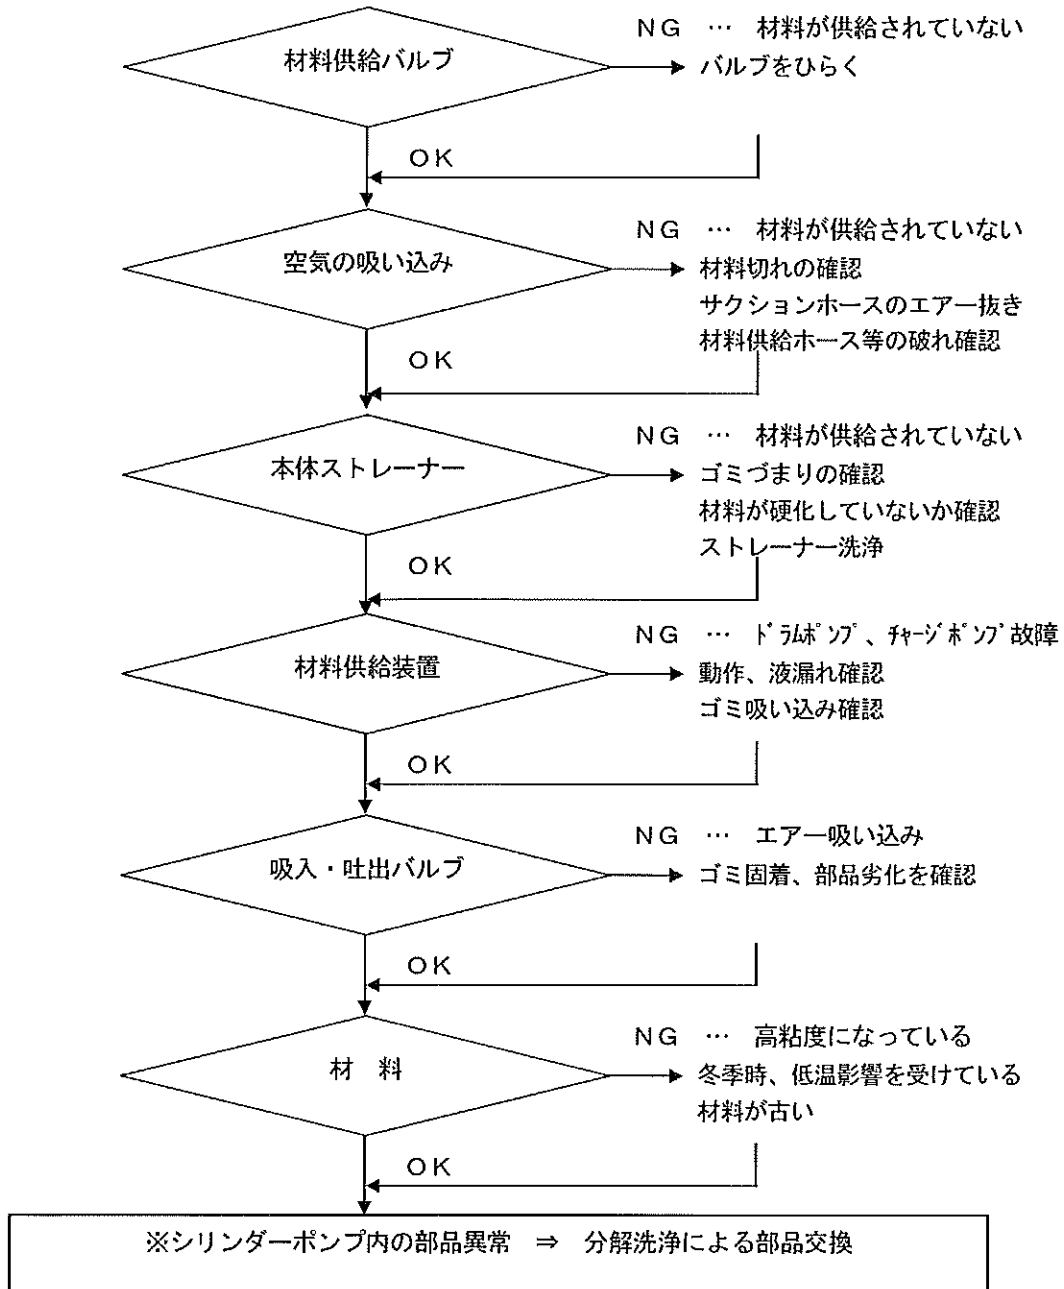 NG … 材料が供給されていない
材料供給バルブ
バルブをひらく
OK
NG … 材料が供給されていない
空気の吸い込み
材料切れの確認
サクションホースのエアー抜き
材料供給ホース等の破れ確認
OK
NG … 材料が供給されていない
本体ストレーナー
ゴミづまりの確認
材料が硬化していないか確認
ストレーナー洗浄
OK
NG … ドラムポンプ、チャージポンプ故障
材料供給装置
動作、液漏れ確認
ゴミ吸い込み確認
OK
NG … エアー吸い込み
吸入・吐出バルブ
ゴミ固着、部品劣化を確認
OK
NG … 高粘度になっている
材 料
冬季時、低温影響を受けている
材料が古い
OK
※シリンダーポンプ内の部品異常 ⇒ 分解洗浄による部品交換